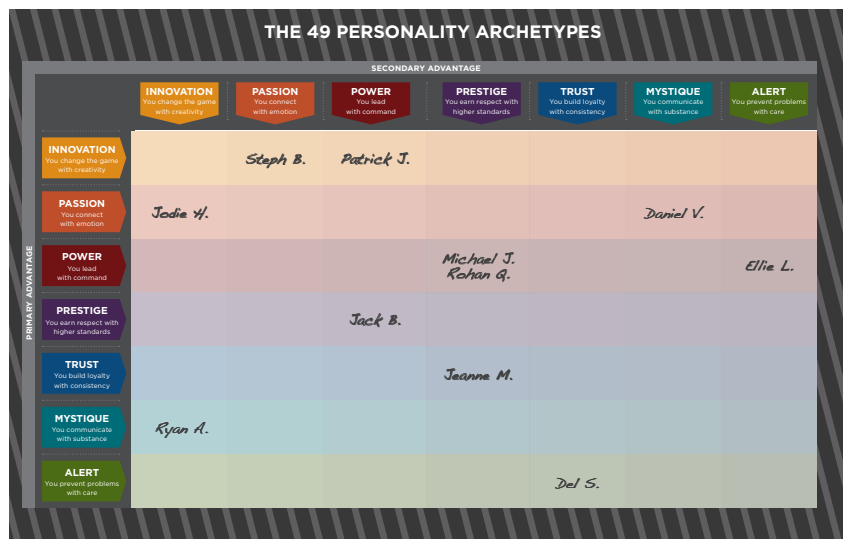 THE 49 PERSONALITY ARCHETYPES
SECONDARY ADVANTAGE
INNOVATION
You change the game
with creativity
PASSION
You connect
with emotion
POWER
You lead
with command
PRESTIGE
You earn respect with
higher standards
TRUST
You build loyalty
with consistency
MYSTIQUE
You communicate
with substance
ALERT
You prevent problems
with care
PRIMARY ADVANTAGE
INNOVATION
You change the game
with creativity
Steph B.
Patrick J.
PASSION
You connect
with emotion
Jodie H.
Daniel V.
POWER
You lead
with command
Michael J.
Rohan Q.
Ellie L.
PRESTIGE
You earn respect with
higher standards
Jack B.
TRUST
You build loyalty
with consistency
Jeanne M.
MYSTIQUE
You communicate
with substance
Ryan A.
ALERT
You prevent problems
with care
Del S.